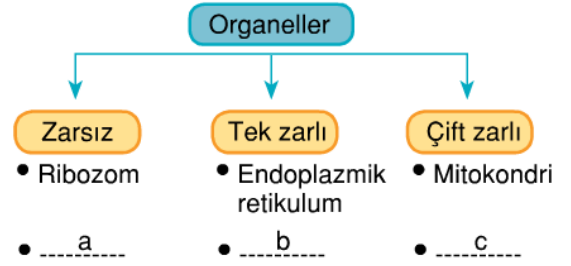 Organeller
Zarsız
• Ribozom
• a
Tek zarlı
• Endoplazmik
retikulum
• b
Çift zarlı
• Mitokondri
• c